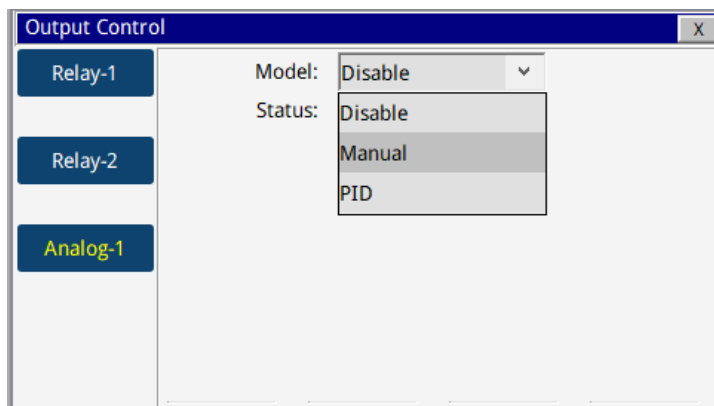 Output Control
X
Relay-1
Model: Disable
Status: Disable
Relay-2
Manual
PID
Analog-1